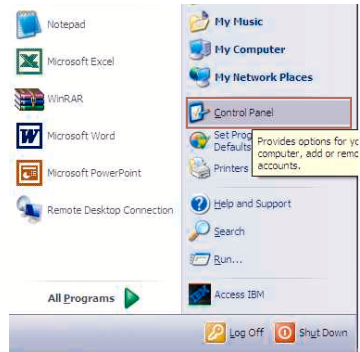 Notepad
Microsoft Excel
WinRAR
Microsoft Word
Microsoft PowerPoint
Remote Desktop Connection
All Programs
My Music
My Computer
My Network Places
Control Panel
Set Prog
Defaults
Printers
Provides options for yo
computer, add or remo
accounts.
Help and Support
Search
Run...
Access IBM
Log Off
Shut Down